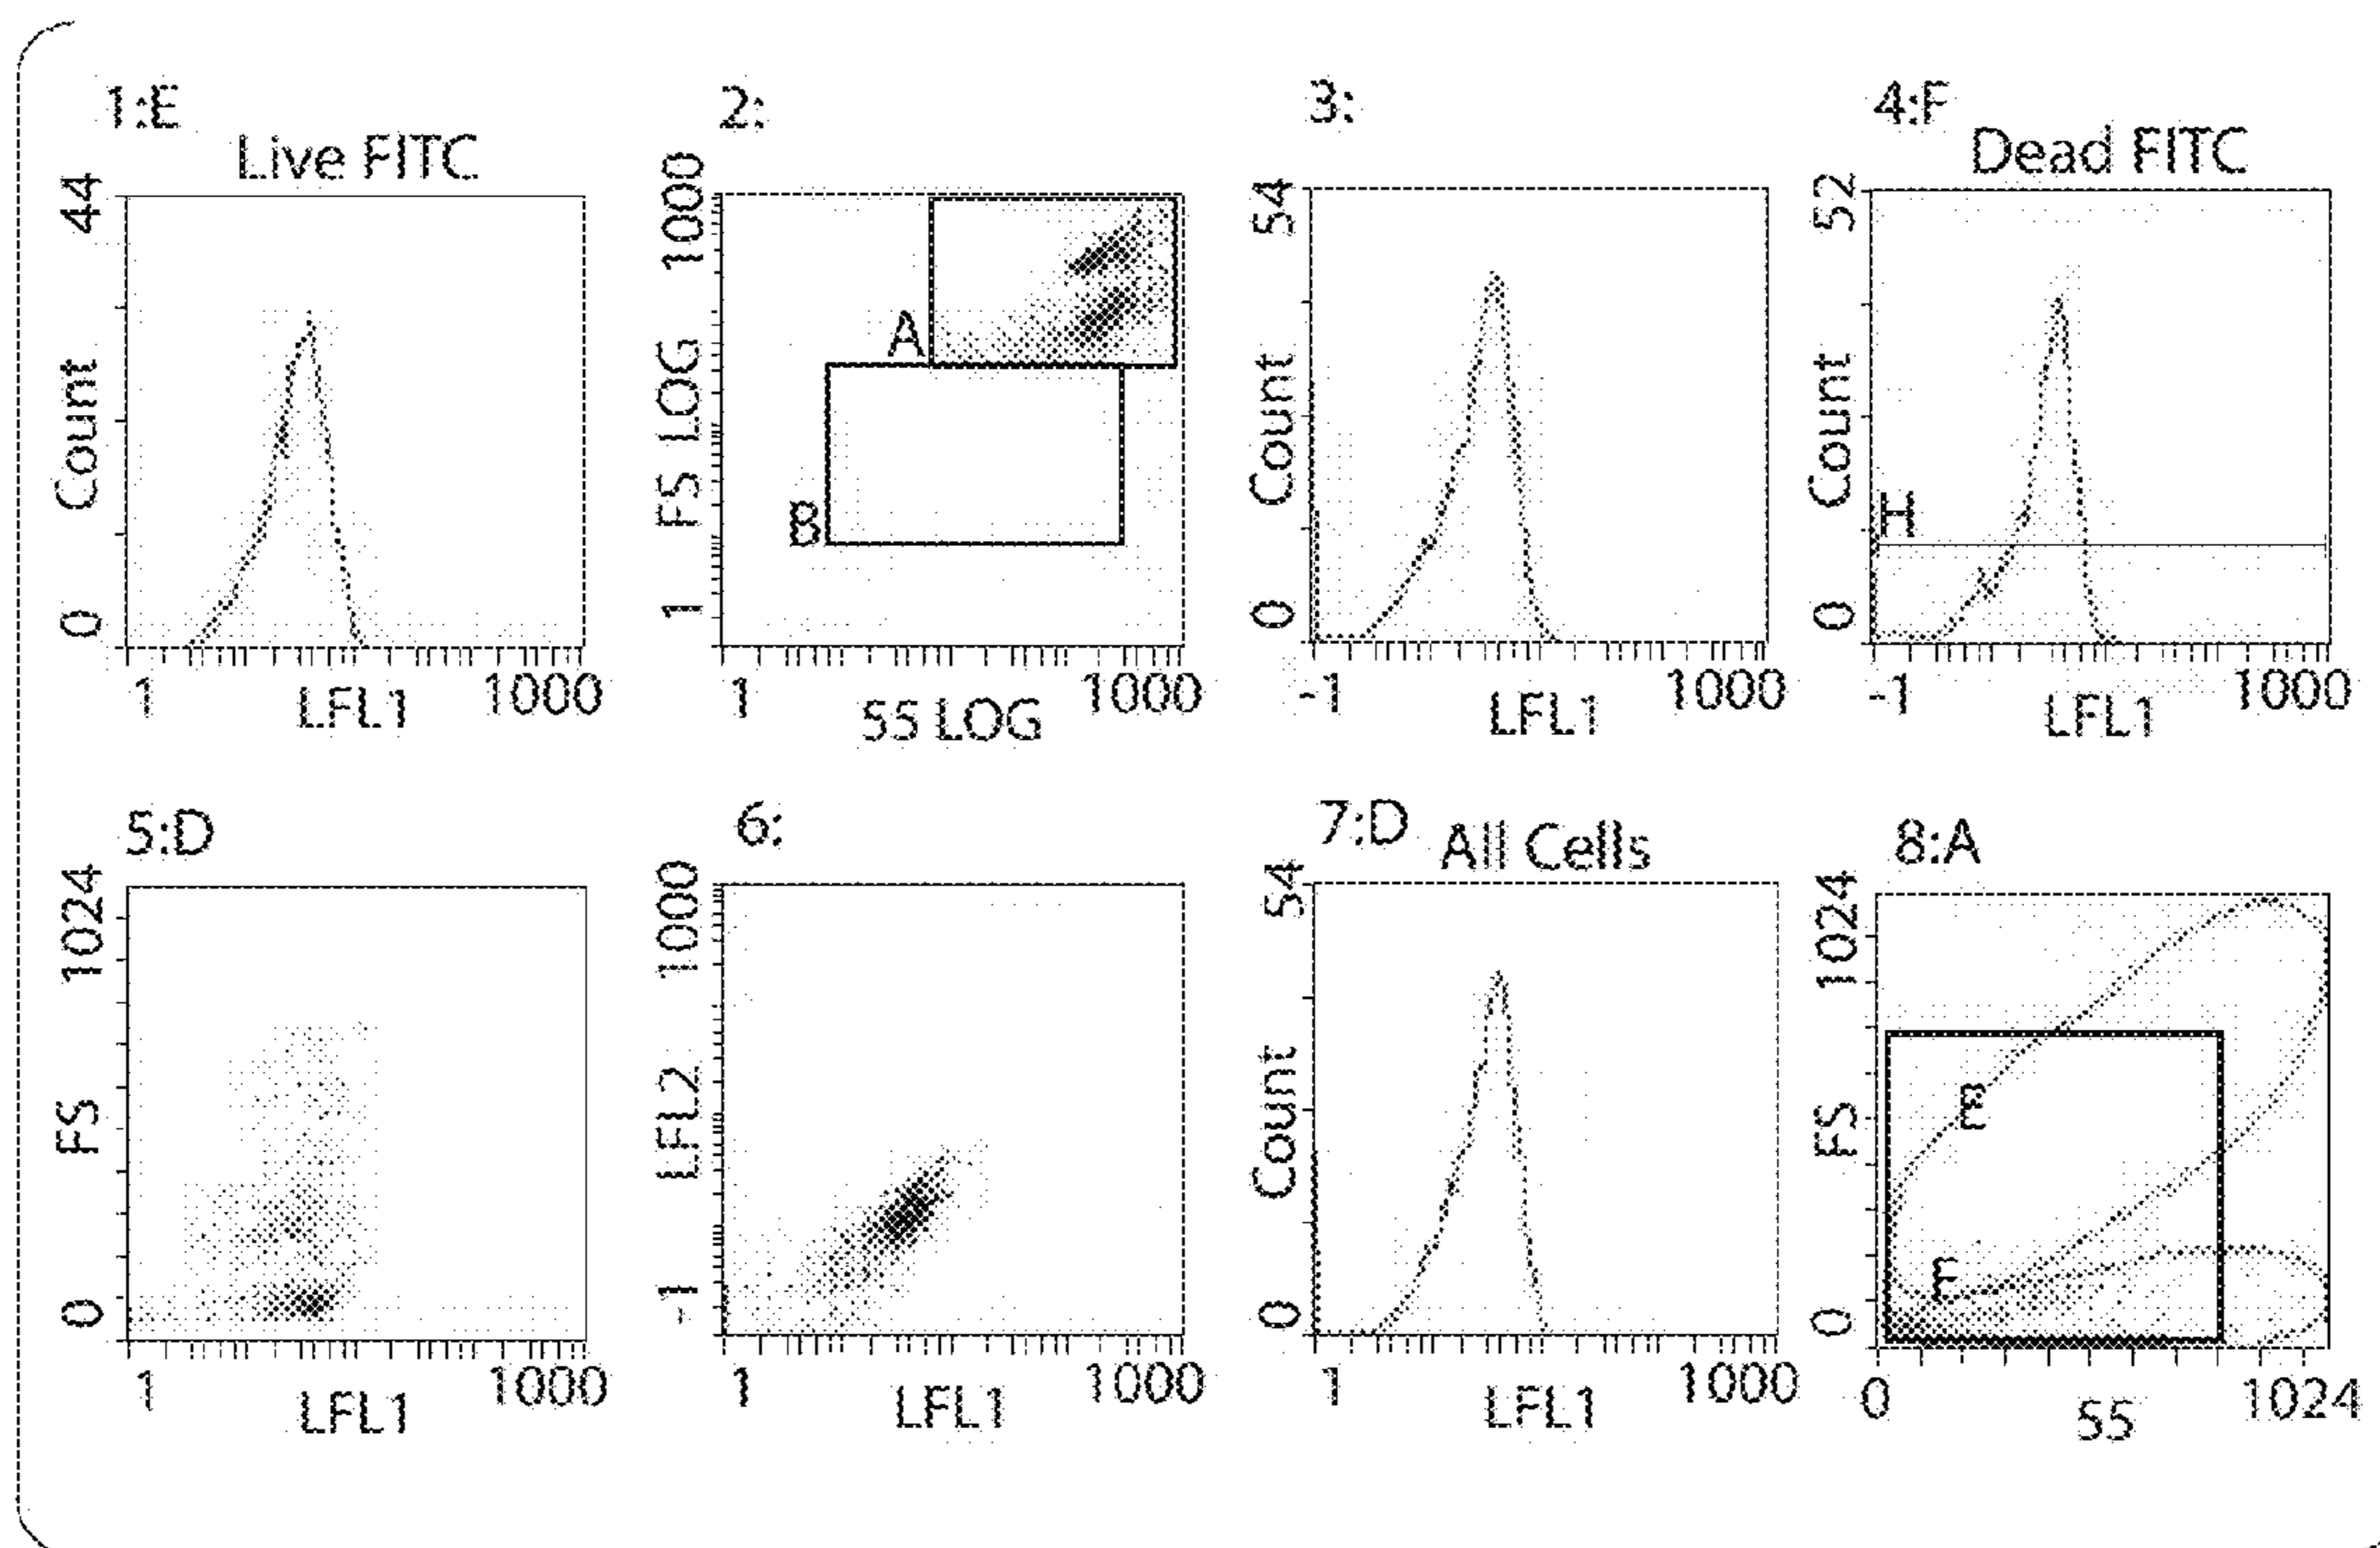 1:E
Live FITC
44
Count
0
1
LFL1
1000
2:
1000
FS LOG
1
A
B
1
SS LOG
1000
3:
54
Count
0
-1
LFL1
1000
4:F
Dead FITC
52
Count
0
H
-1
LFL1
1000
5:D
1024
FS
0
1
LFL1
1000
6:
1000
LFL2
-1
1
LFL1
1000
7:D
All Cells
54
Count
0
1
LFL1
1000
8:A
1024
FS
0
E
F
0
SS
1024